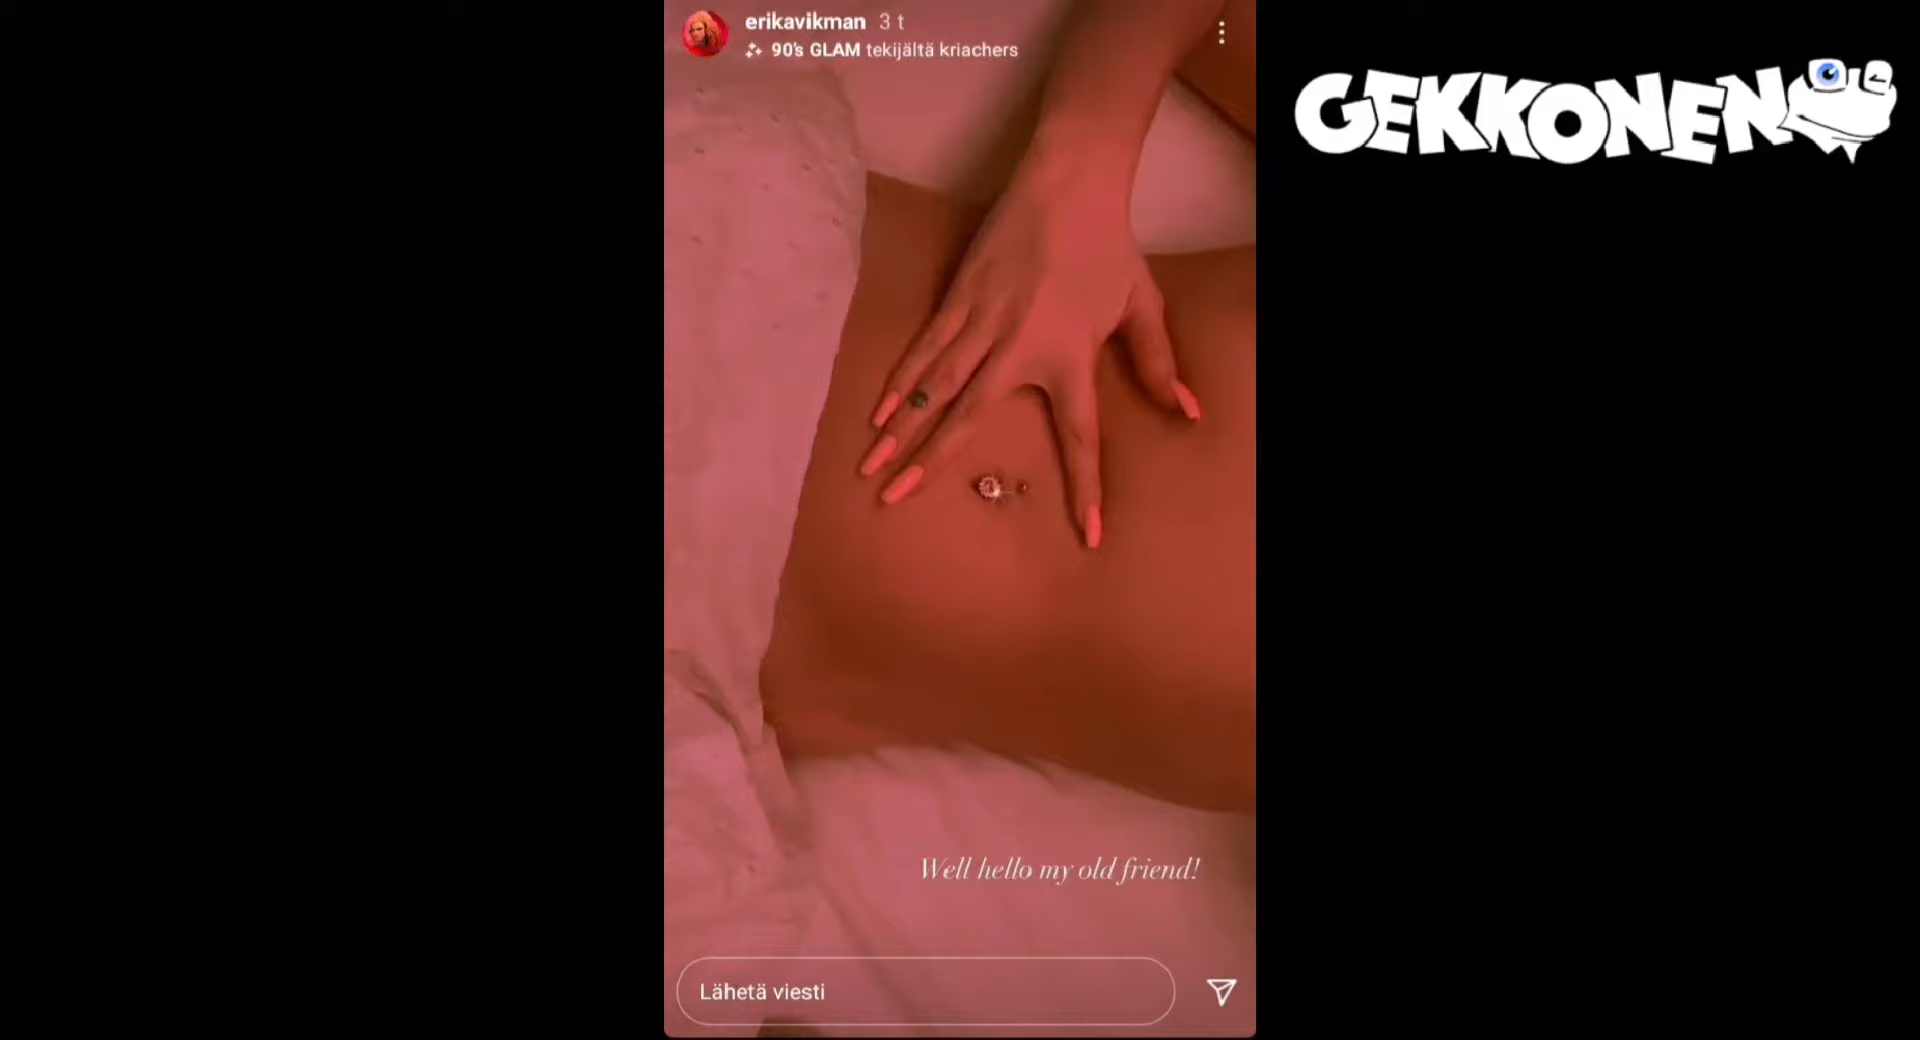 erikavikman 3 t
90's GLAM tekijältä kriachers
GEKKONEN
Well hello my old friend!
Lähetä viesti